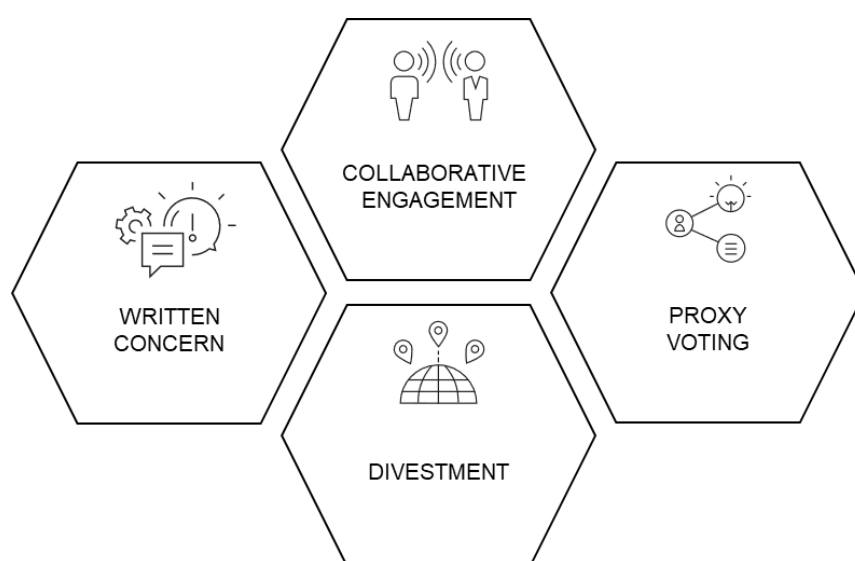 COLLABORATIVE
ENGAGEMENT
WRITTEN
CONCERN
PROXY
VOTING
DIVESTMENT